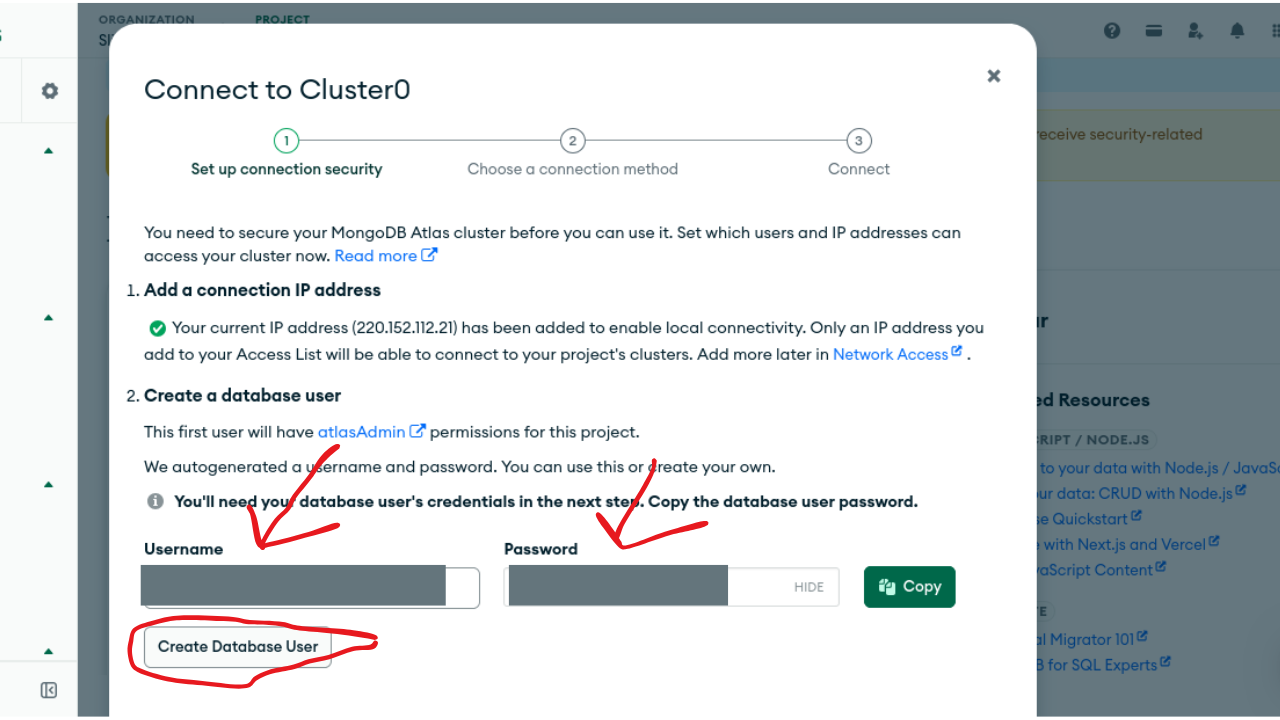 ORGANIZATION
PROJECT
Connect to Cluster0
1
2
3
Set up connection security
Choose a connection method
Connect
receive security-related
You need to secure your MongoDB Atlas cluster before you can use it. Set which users and IP addresses can
access your cluster now. Read more
1. Add a connection IP address
Your current IP address (220.152.112.21) has been added to enable local connectivity. Only an IP address you
add to your Access List will be able to connect to your project's clusters. Add more later in Network Access .
2. Create a database user
This first user will have atlasAdmin permissions for this project.
We autogenerated a username and password. You can use this or create your own.
You'll need your database user's credentials in the next step. Copy the database user password.
Username
Password
HIDE
Copy
Create Database User
ed Resources
RIPT / NODE.JS
to your data with Node.js / JavaSc
ur data: CRUD with Node.js
se Quickstart
with Next.js and Vercel
vaScript Content
TE
al Migrator 101
B for SQL Experts